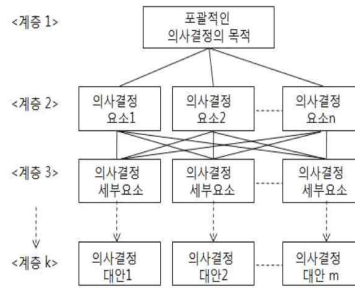 <계층 1>
포괄적인
의사결정의 목적
<계층 2>
의사결정
요소1
의사결정
요소2
의사결정
요소n
<계층 3>
의사결정
세부요소
의사결정
세부요소
의사결정
세부요소
<계층 k>
의사결정
대안1
의사결정
대안2
의사결정
대안 m